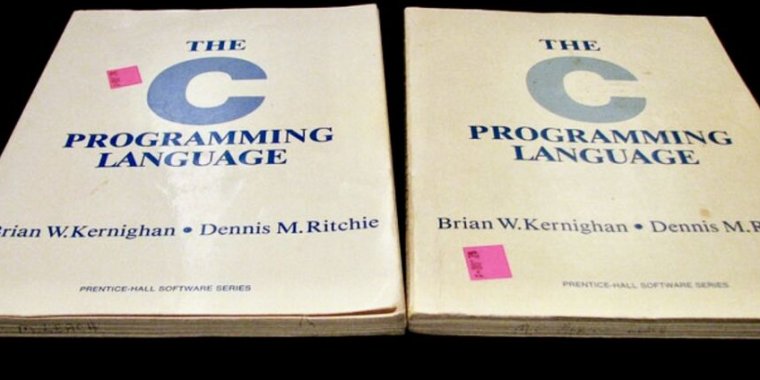 THE
C
PROGRAMMING
LANGUAGE
Brian W. Kernighan • Dennis M. Ritchie
PRENTICE-HALL SOFTWARE SERIES
M. LEACH
THE
C
PROGRAMMING
LANGUAGE
Brian W. Kernighan • Dennis M. R
PRENTICE-HALL SOFTWARE SERIES